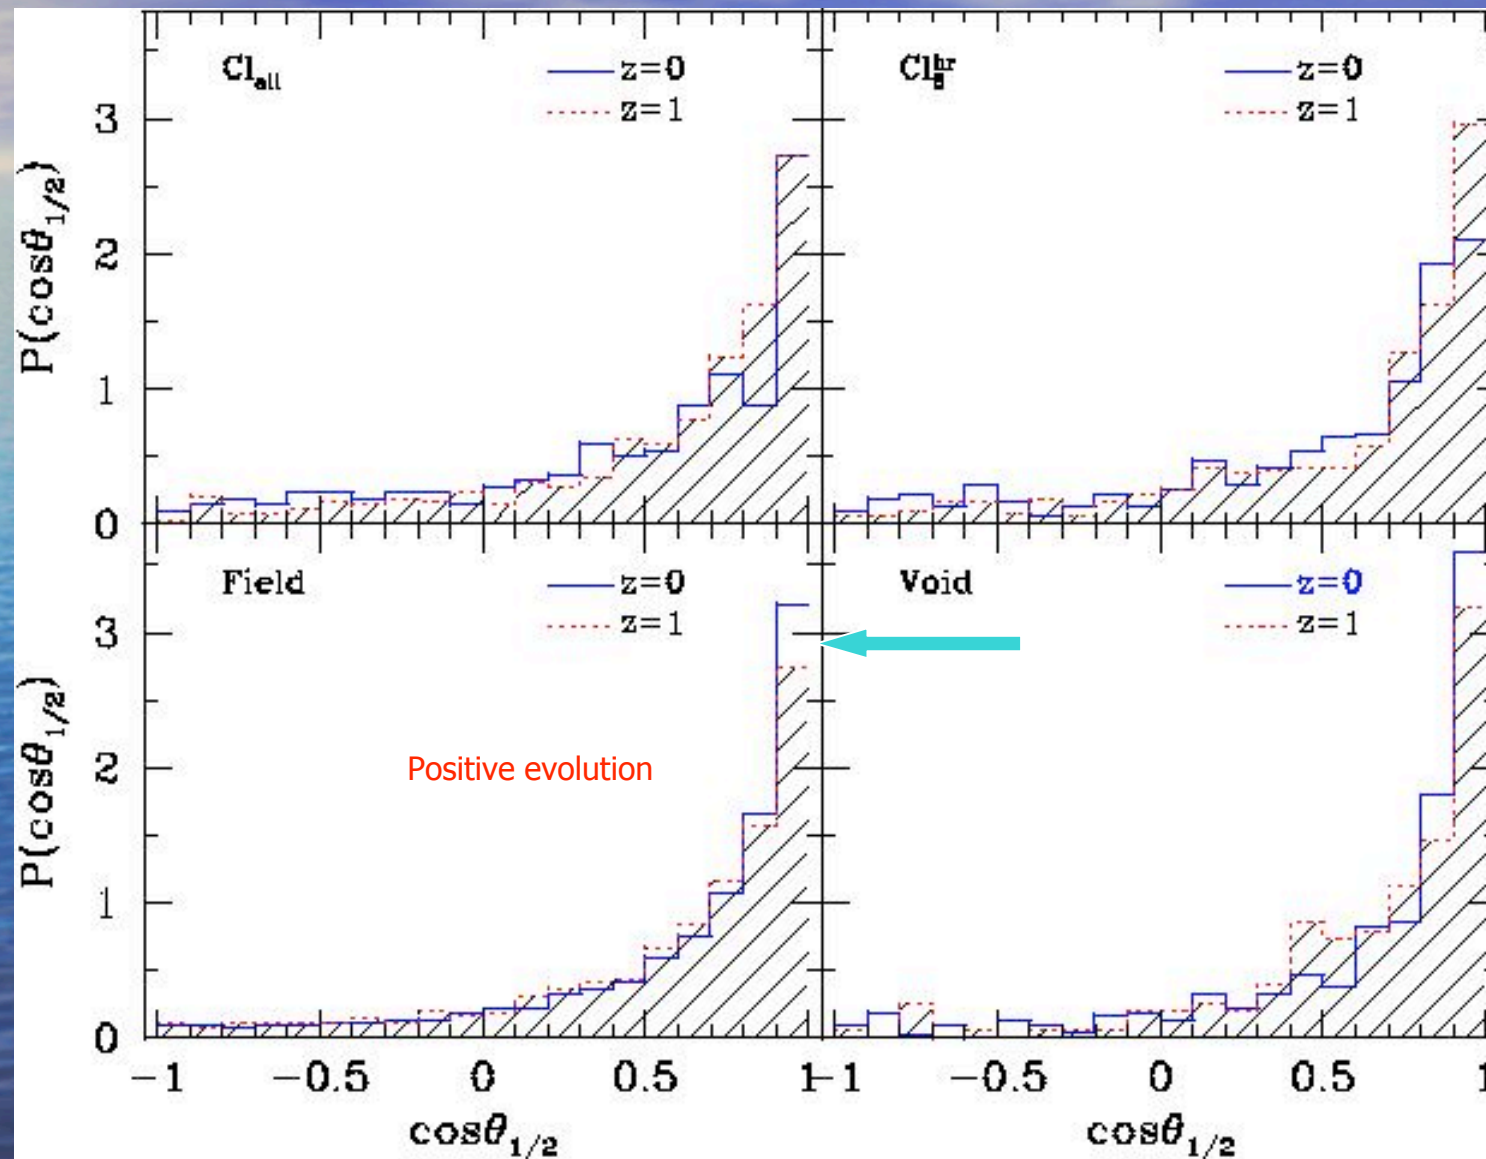 Cl_all
z=0
z=1
Cl_8^hr
z=0
z=1
3
2
1
0
P(cosθ_1/2)
Field
z=0
z=1
Void
z=0
z=1
3
2
1
0
P(cosθ_1/2)
Positive evolution
−1 −0.5 0 0.5 1
−1 −0.5 0 0.5 1
cosθ_1/2
cosθ_1/2